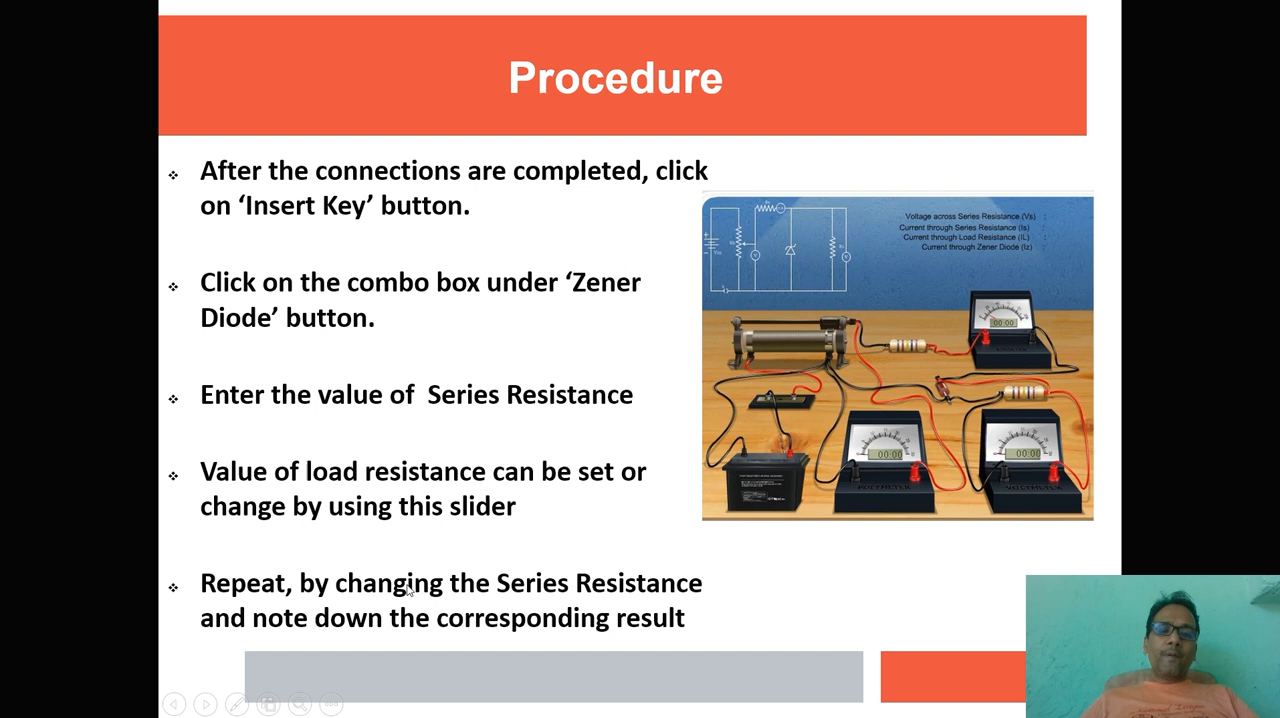 Procedure
❖ After the connections are completed, click
on ‘Insert Key’ button.
❖ Click on the combo box under ‘Zener
Diode’ button.
❖ Enter the value of  Series Resistance
❖ Value of load resistance can be set or
change by using this slider
❖ Repeat, by changing the Series Resistance
and note down the corresponding result
Voltage across Series Resistance (Vs) :
Current through Series Resistance (Is) :
Current through Load Resistance (IL) :
Current through Zener Diode (Iz) :
00:00
00:00
00:00
VOLTMETER
VOLTMETER